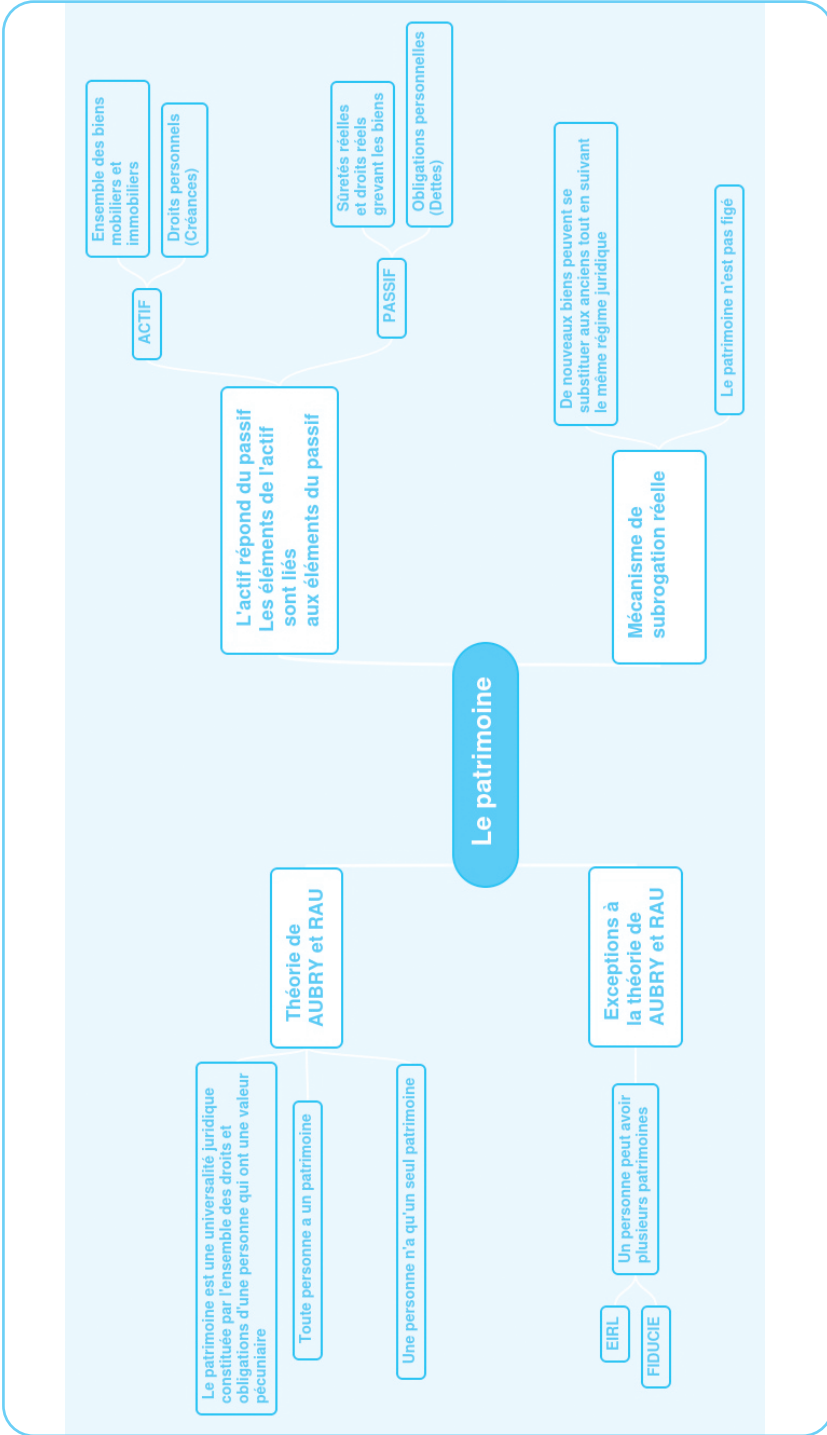 Le patrimoine
Théorie de
AUBRY et RAU
Le patrimoine est une universalité juridique
constituée par l'ensemble des droits et
obligations d'une personne qui ont une valeur
pécuniaire
Toute personne a un patrimoine
Une personne n'a qu'un seul patrimoine
Exceptions à
la théorie de
AUBRY et RAU
Un personne peut avoir
plusieurs patrimoines
EIRL
FIDUCIE
L'actif répond du passif
Les éléments de l'actif
sont liés
aux éléments du passif
ACTIF
Ensemble des biens
mobiliers et
immobiliers
Droits personnels
(Créances)
PASSIF
Sûretés réelles
et droits réels
grevant les biens
Obligations personnelles
(Dettes)
Mécanisme de
subrogation réelle
De nouveaux biens peuvent se
substituer aux anciens tout en suivant
le même régime juridique
Le patrimoine n'est pas figé